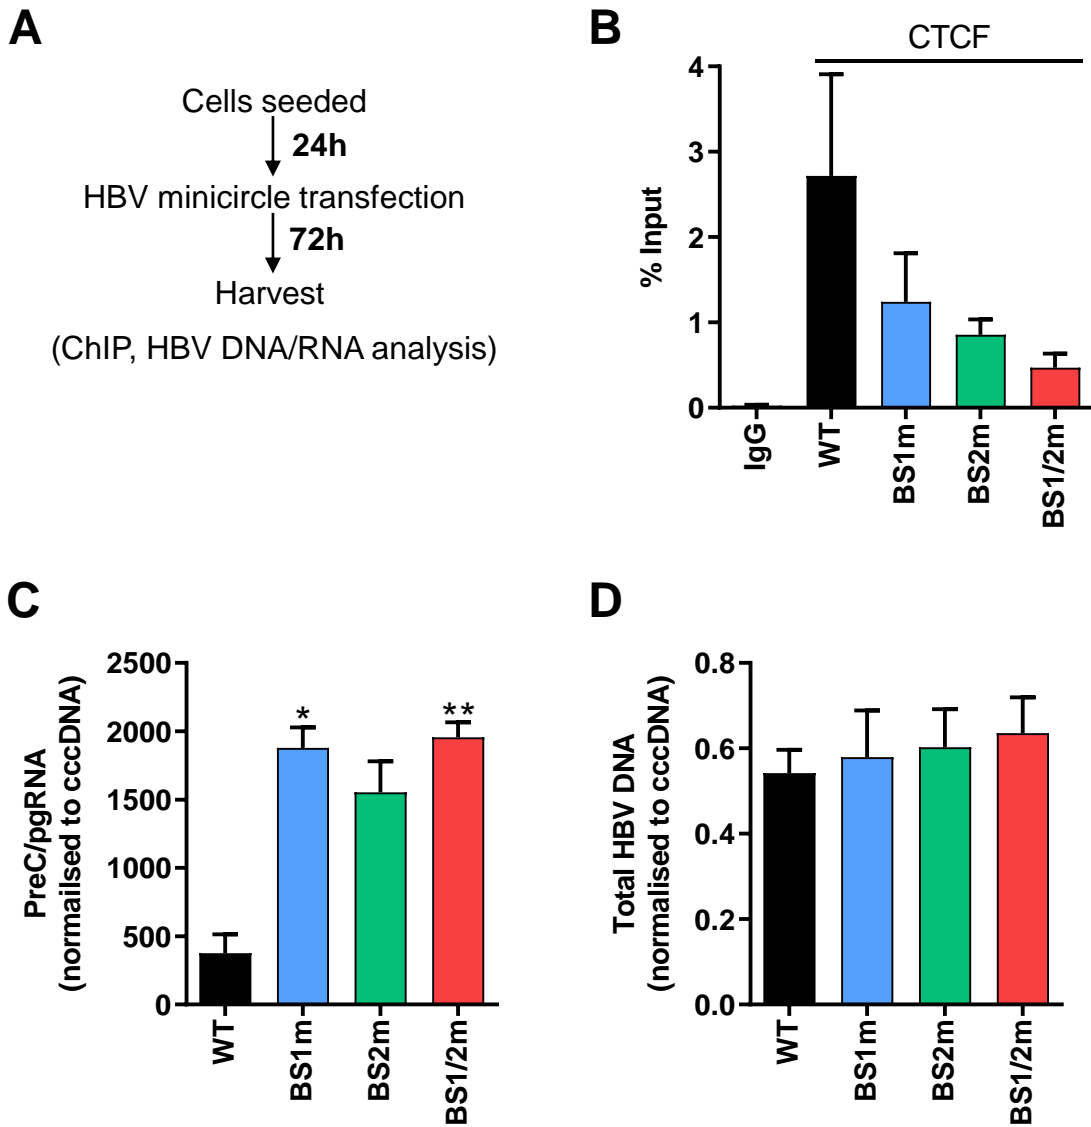 A
Cells seeded
24h
HBV minicircle transfection
72h
Harvest
(ChIP, HBV DNA/RNA analysis)
B
CTCF
% Input
4
3
2
1
0
IgG
WT
BS1m
BS2m
BS1/2m
C
PreC/pgRNA
(normailsed to cccDNA)
2500
2000
1500
1000
500
0
*
**
WT
BS1m
BS2m
BS1/2m
D
Total HBV DNA
(normalised to cccDNA)
0.8
0.6
0.4
0.2
0.0
WT
BS1m
BS2m
BS1/2m